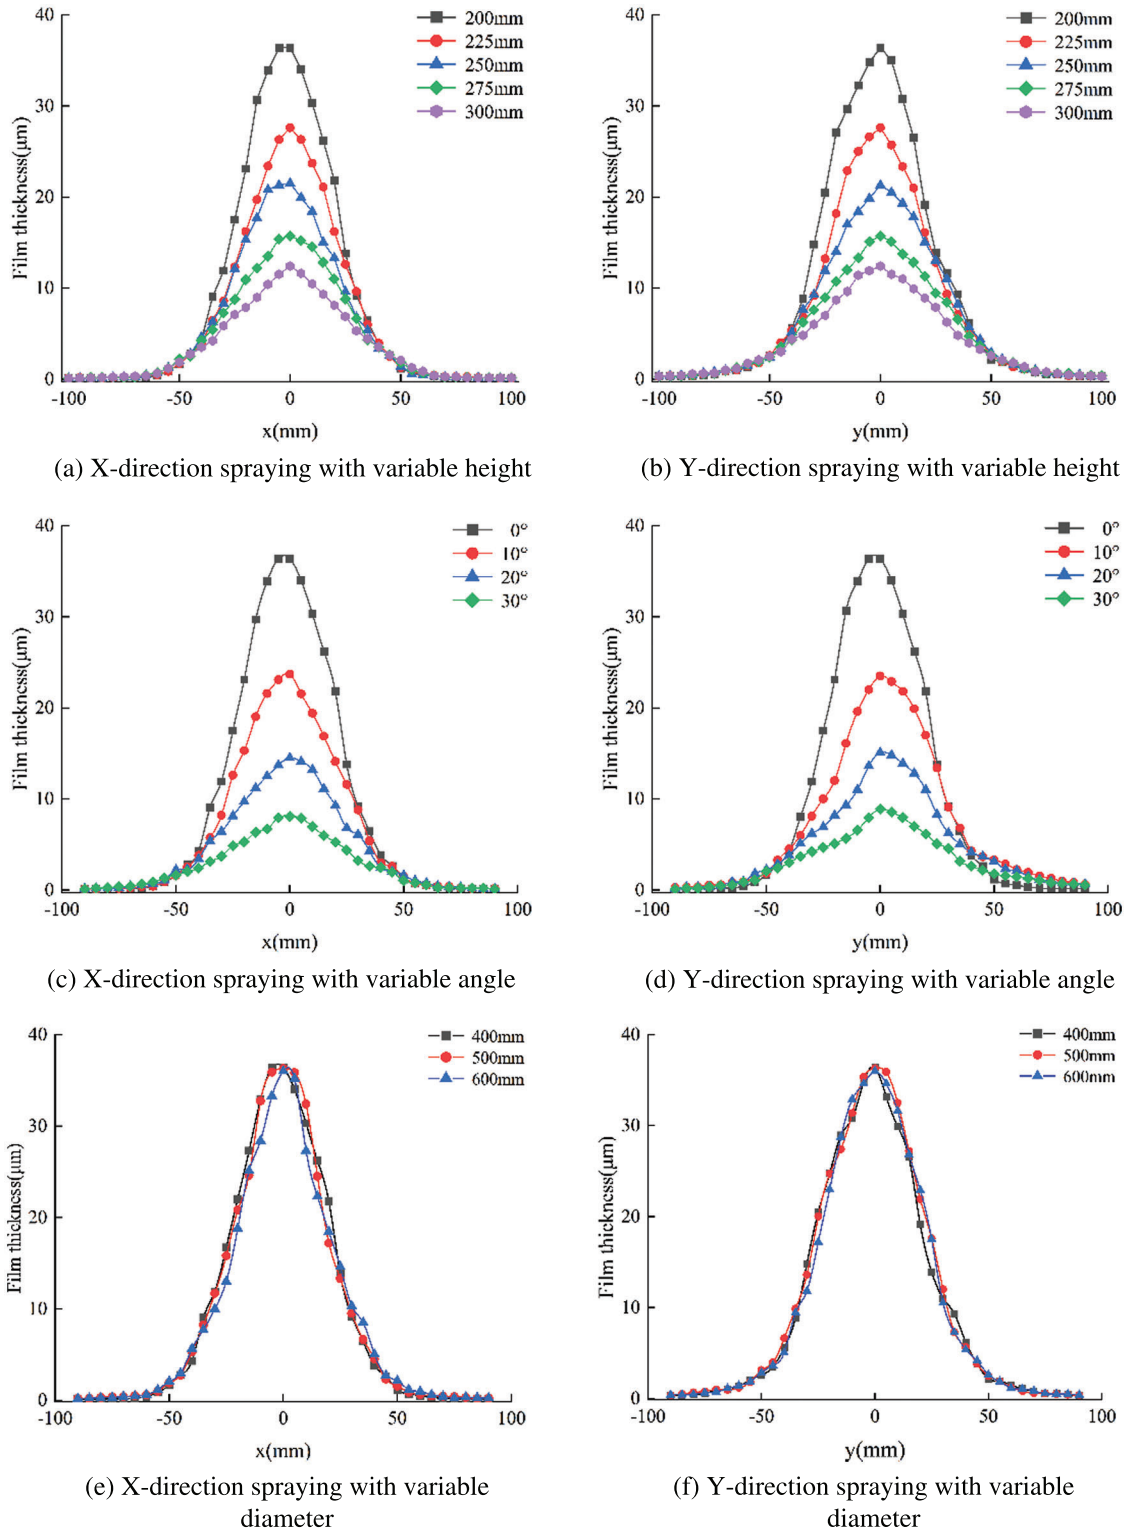 40
30
20
10
0
Film thickness(μm)
-100 -50 0 50 100
x(mm)
200mm
225mm
250mm
275mm
300mm
(a) X-direction spraying with variable height
40
30
20
10
0
Film thickness(μm)
-100 -50 0 50 100
y(mm)
200mm
225mm
250mm
275mm
300mm
(b) Y-direction spraying with variable height
40
30
20
10
0
Film thickness(μm)
-100 -50 0 50 100
x(mm)
0°
10°
20°
30°
(c) X-direction spraying with variable angle
40
30
20
10
0
Film thickness(μm)
-100 -50 0 50 100
y(mm)
0°
10°
20°
30°
(d) Y-direction spraying with variable angle
40
30
20
10
0
Film thickness(μm)
-100 -50 0 50 100
x(mm)
400mm
500mm
600mm
(e) X-direction spraying with variable
diameter
40
30
20
10
0
Film thickness(μm)
-100 -50 0 50 100
y(mm)
400mm
500mm
600mm
(f) Y-direction spraying with variable
diameter